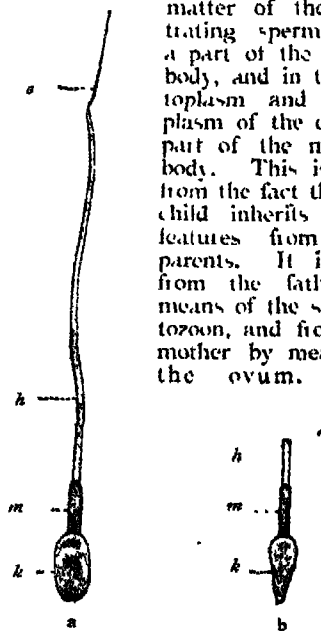 matter of the
trating sperm
a part of the
body, and in t
toplasm and
plasm of the c
part of the m
body. This i
from the fact th
child inherits
features from
parents. It i
from the fath
means of the s
tozoon, and fro
mother by mea
the ovum.
h
m
k
a
h
m
k
b